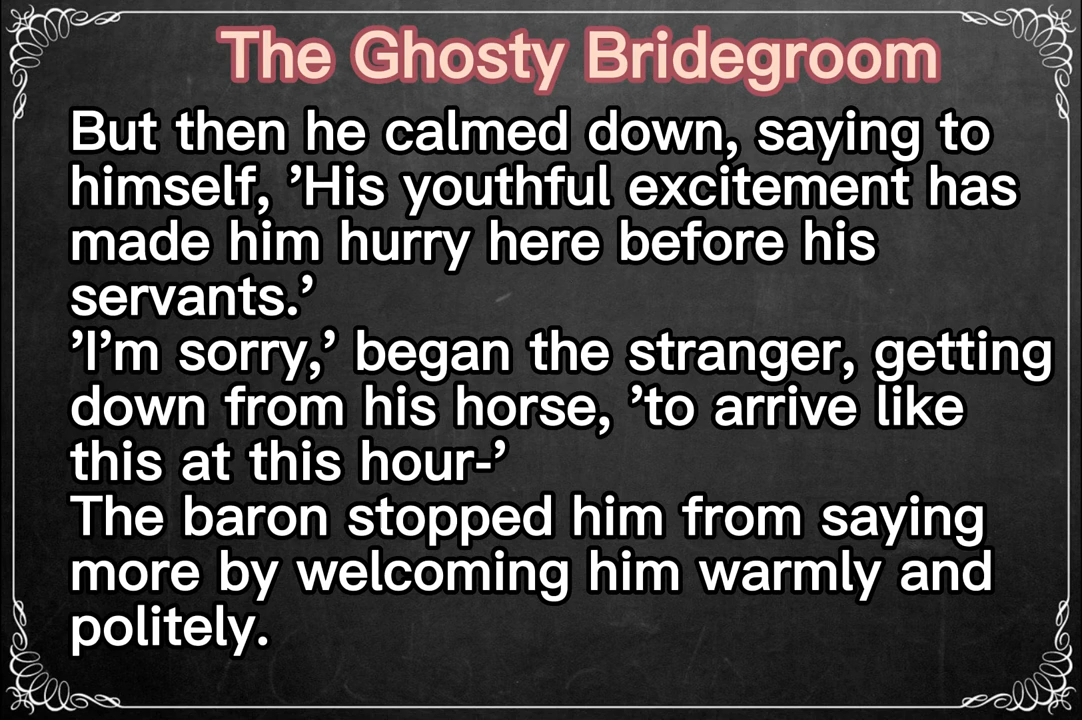 The Ghosty Bridegroom
But then he calmed down, saying to
himself, ’His youthful excitement has
made him hurry here before his
servants.’
’I’m sorry,’ began the stranger, getting
down from his horse, ’to arrive like
this at this hour-’
The baron stopped him from saying
more by welcoming him warmly and
politely.